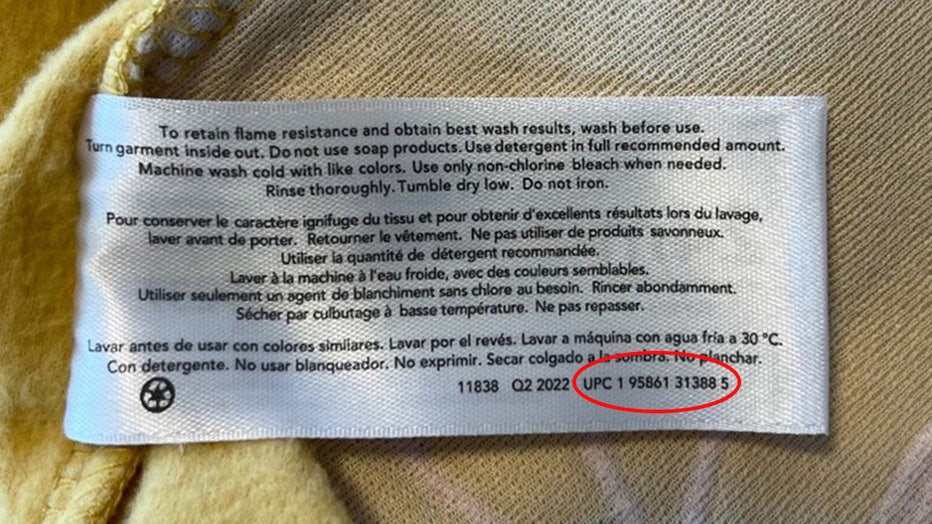 To retain flame resistance and obtain best wash results, wash before use.
Turn garment inside out. Do not use soap products. Use detergent in full recommended amount.
Machine wash cold with like colors. Use only non-chlorine bleach when needed.
Rinse thoroughly. Tumble dry low. Do not iron.
Pour conserver le caractère ignifuge du tissu et pour obtenir d'excellents résultats lors du lavage,
laver avant de porter. Retourner le vêtement. Ne pas utiliser de produits savonneux.
Utiliser la quantité de détergent recommandée.
Laver à la machine à l'eau froide, avec des couleurs semblables.
Utiliser seulement un agent de blanchiment sans chlore au besoin. Rincer abondamment.
Sécher par culbutage à basse température. Ne pas repasser.
Lavar antes de usar con colores similares. Lavar por el revés. Lavar a máquina con agua fría a 30 °C.
Con detergente. No usar blanqueador. No exprimir. Secar colgado a la sombra. No planchar.
11838 Q2 2022 UPC 1 95861 31388 5